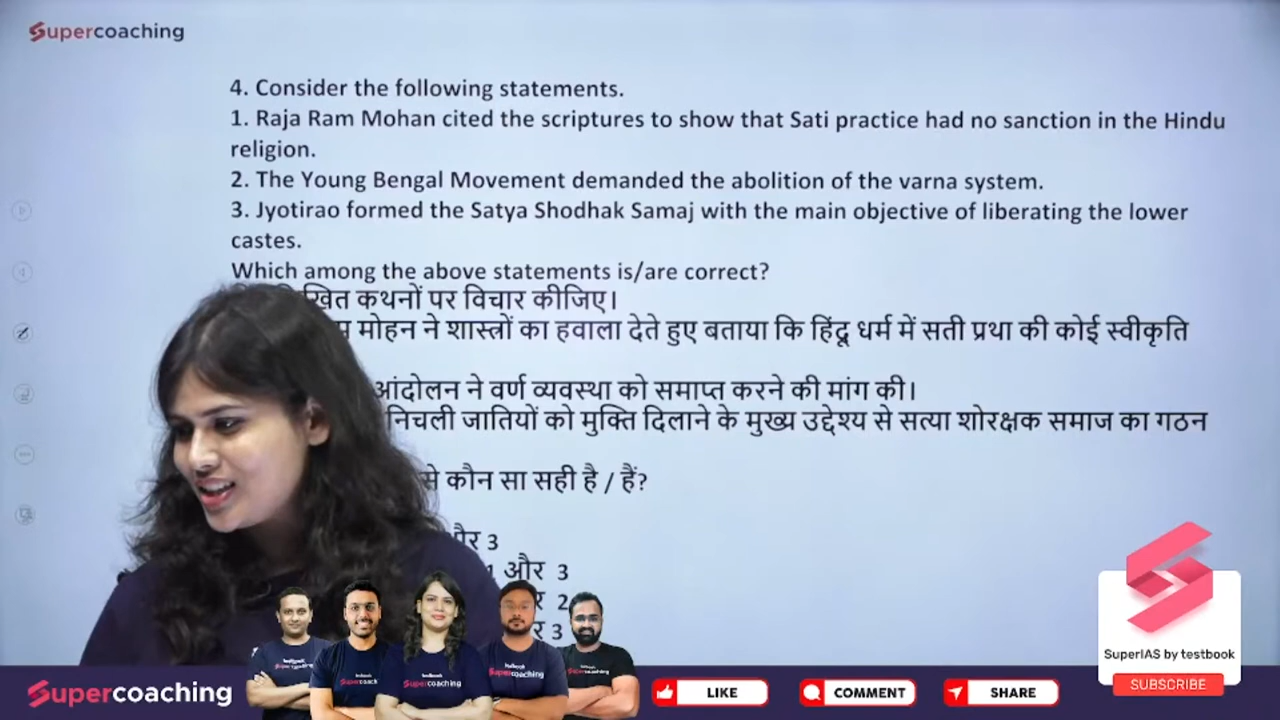 Supercoaching
4. Consider the following statements.
1. Raja Ram Mohan cited the scriptures to show that Sati practice had no sanction in the Hindu
religion.
2. The Young Bengal Movement demanded the abolition of the varna system.
3. Jyotirao formed the Satya Shodhak Samaj with the main objective of liberating the lower
castes.
Which among the above statements is/are correct?
कथनों पर विचार कीजिए।
मोहन ने शास्त्रों का हवाला देते हुए बताया कि हिंदू धर्म में सती प्रथा की कोई स्वीकृति
आंदोलन ने वर्ण व्यवस्था को समाप्त करने की मांग की।
निचली जातियों को मुक्ति दिलाने के मुख्य उद्देश्य से सत्या शोरक्षक समाज का गठन
से कौन सा सही है / हैं?
और 3
और 3
2
3
SuperIAS by testbook
SUBSCRIBE
Supercoaching
LIKE
COMMENT
SHARE